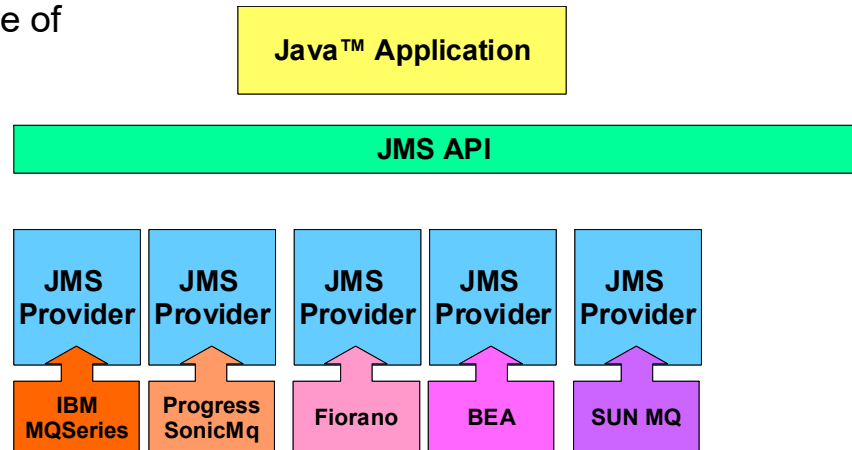 e of
Java™ Application
JMS API
JMS
Provider
JMS
Provider
JMS
Provider
JMS
Provider
JMS
Provider
IBM
MQSeries
Progress
SonicMq
Fiorano
BEA
SUN MQ